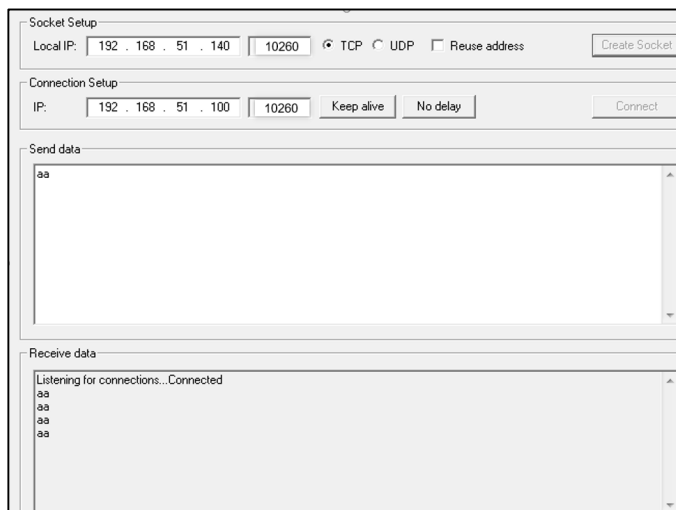 Socket Setup
Local IP: 192 . 168 . 51 . 140 10260 TCP UDP Reuse address Create Socket
Connection Setup
IP: 192 . 168 . 51 . 100 10260 Keep alive No delay Connect
Send data
aa
Receive data
Listening for connections...Connected
aa
aa
aa
aa